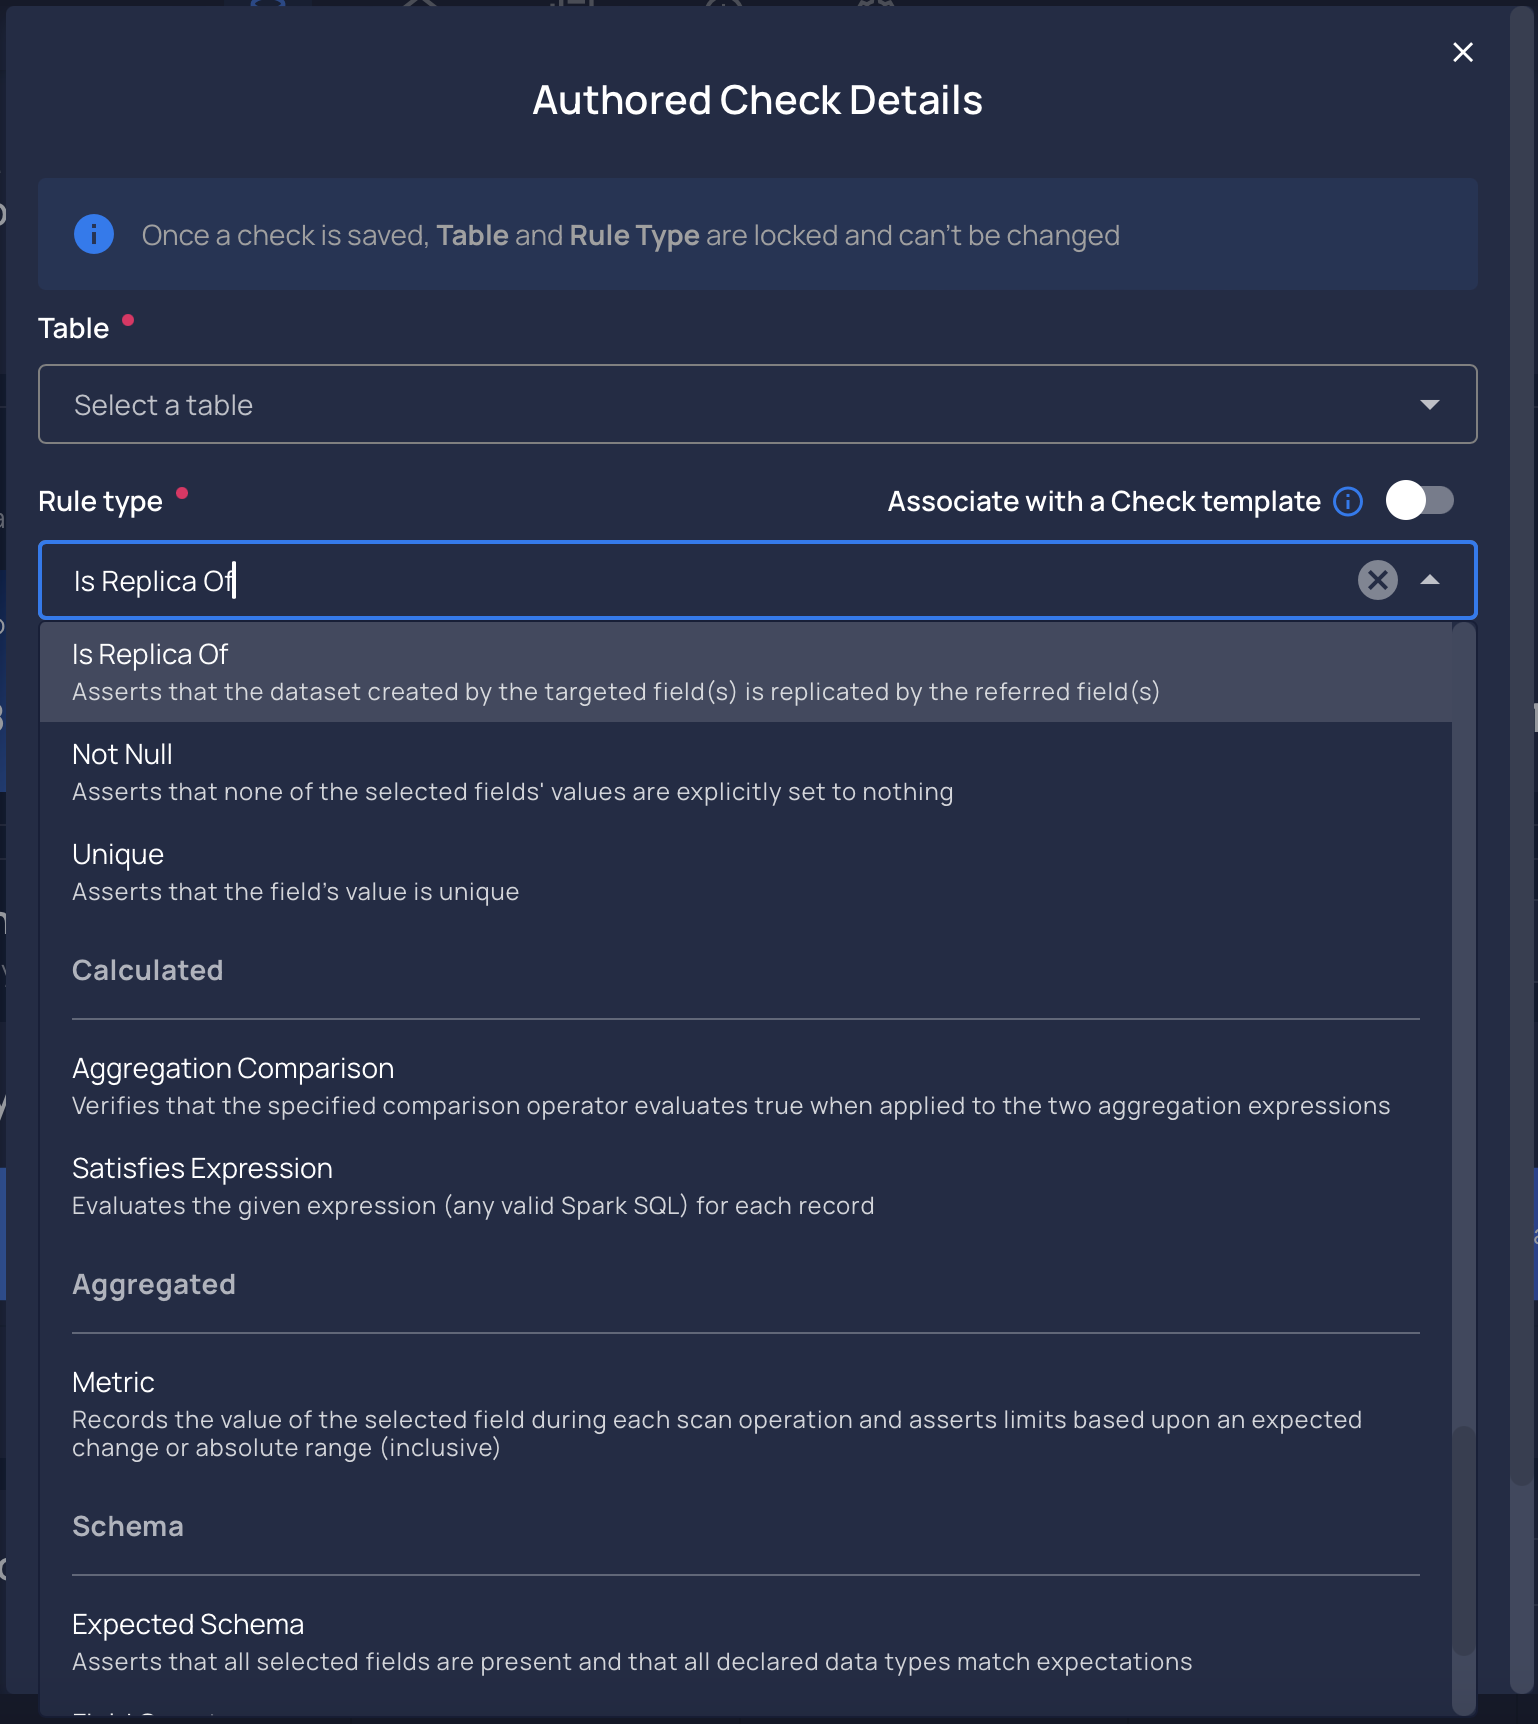 Authored Check Details
Once a check is saved, Table and Rule Type are locked and can't be changed
Table
Select a table
Rule type
Associate with a Check template
Is Replica Of
Is Replica Of
Asserts that the dataset created by the targeted field(s) is replicated by the referred field(s)
Not Null
Asserts that none of the selected fields' values are explicitly set to nothing
Unique
Asserts that the field's value is unique
Calculated
Aggregation Comparison
Verifies that the specified comparison operator evaluates true when applied to the two aggregation expressions
Satisfies Expression
Evaluates the given expression (any valid Spark SQL) for each record
Aggregated
Metric
Records the value of the selected field during each scan operation and asserts limits based upon an expected
change or absolute range (inclusive)
Schema
Expected Schema
Asserts that all selected fields are present and that all declared data types match expectations